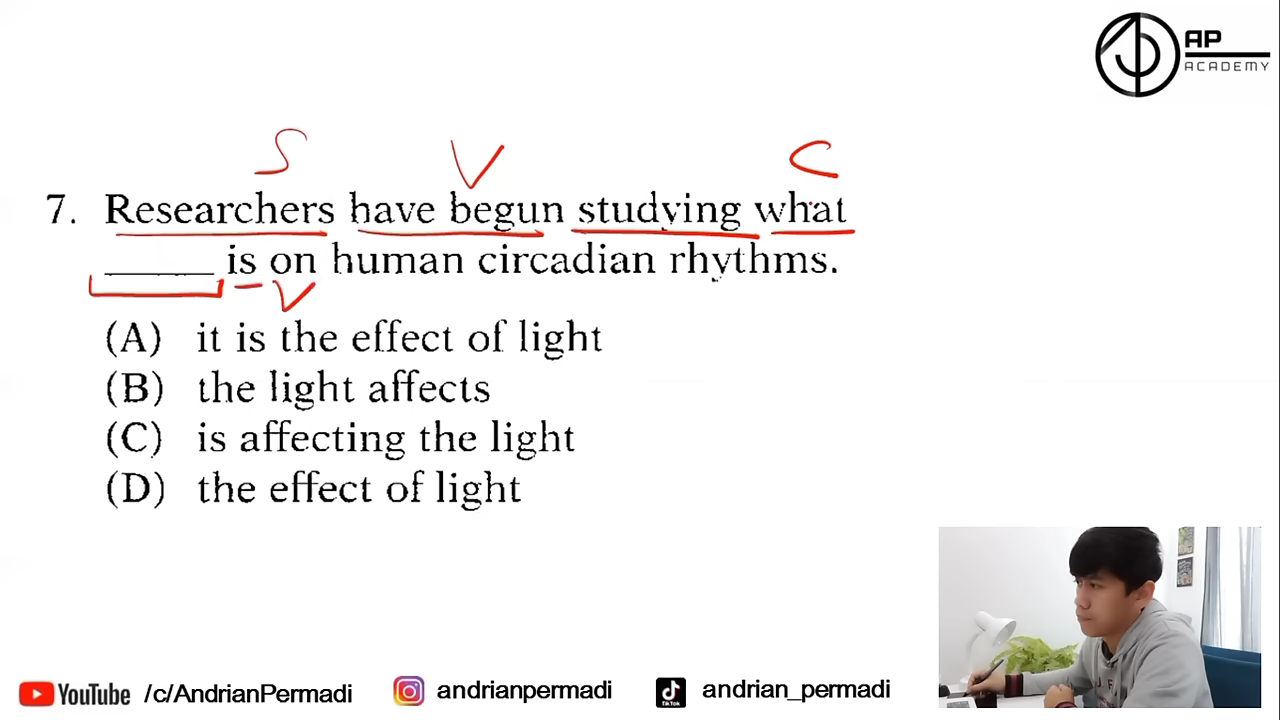 AP
ACADEMY
S V C
7. Researchers have begun studying what
______ is on human circadian rhythms.
V
(A) it is the effect of light
(B) the light affects
(C) is affecting the light
(D) the effect of light
YouTube /c/AndrianPermadi andrianpermadi TikTok andrian_permadi